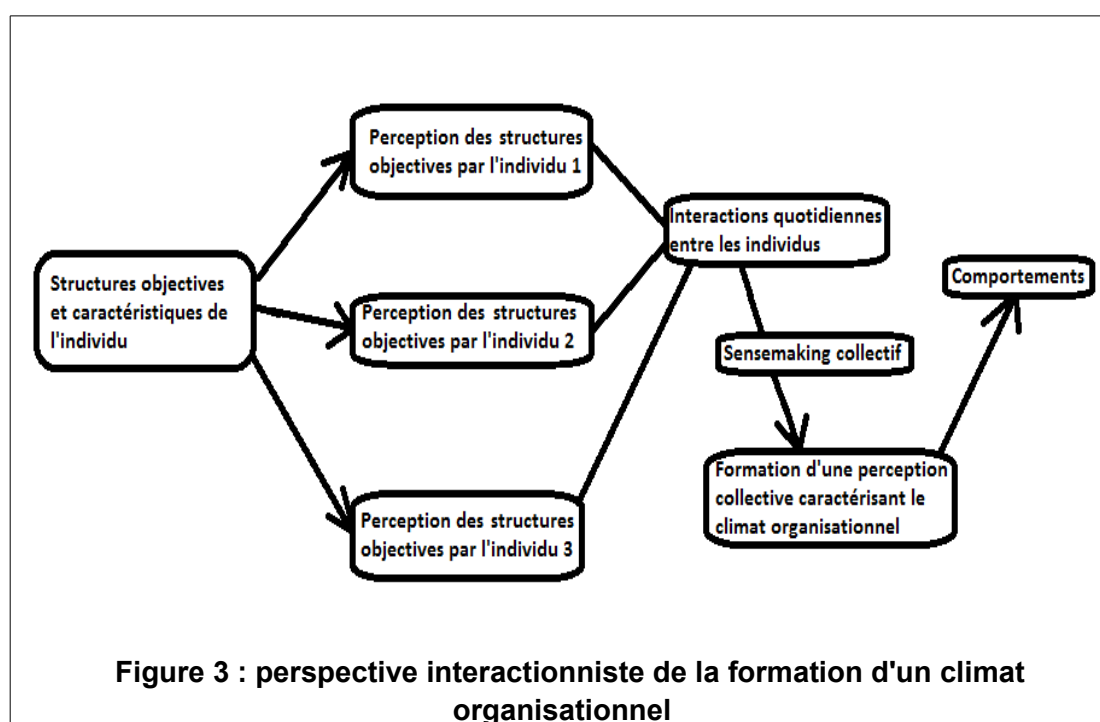 Structures objectives
et caractéristiques de
l'individu
Perception des structures
objectives par l'individu 1
Perception des structures
objectives par l'individu 2
Perception des structures
objectives par l'individu 3
Interactions quotidiennes
entre les individus
Sensemaking collectif
Formation d'une perception
collective caractérisant le
climat organisationnel
Comportements
Figure 3 : perspective interactionniste de la formation d'un climat
organisationnel